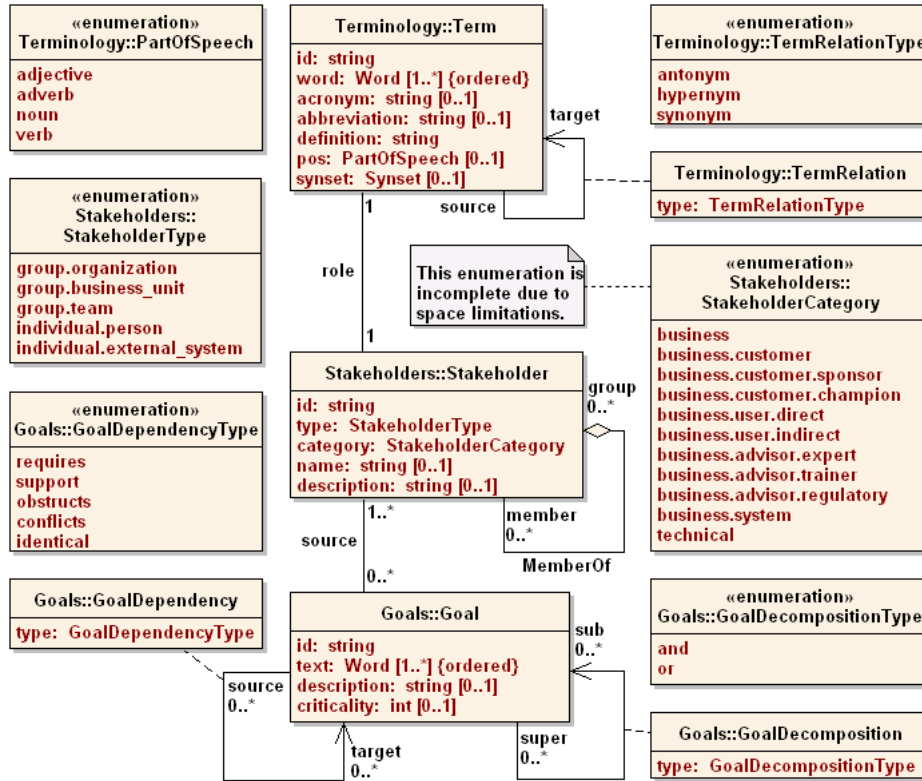 «enumeration»
Terminology::PartOfSpeech
adjective
adverb
noun
verb
Terminology::Term
id: string
word: Word [1..*] {ordered}
acronym: string [0..1]
abbreviation: string [0..1]
definition: string
pos: PartOfSpeech [0..1]
synset: Synset [0..1]
«enumeration»
Terminology::TermRelationType
antonym
hypernym
synonym
target
source
Terminology::TermRelation
type: TermRelationType
«enumeration»
Stakeholders::
StakeholderType
group.organization
group.business_unit
group.team
individual.person
individual.external_system
1
role
1
This enumeration is
incomplete due to
space limitations.
«enumeration»
Stakeholders::
StakeholderCategory
business
business.customer
business.customer.sponsor
business.customer.champion
business.user.direct
business.user.indirect
business.advisor.expert
business.advisor.trainer
business.advisor.regulatory
business.system
technical
Stakeholders::Stakeholder
id: string
type: StakeholderType
category: StakeholderCategory
name: string [0..1]
description: string [0..1]
group
0..*
member
0..*
MemberOf
«enumeration»
Goals::GoalDependencyType
requires
support
obstructs
conflicts
identical
1..*
source
0..*
Goals::GoalDependency
type: GoalDependencyType
Goals::Goal
id: string
text: Word [1..*] {ordered}
description: string [0..1]
criticality: int [0..1]
sub
0..*
«enumeration»
Goals::GoalDecompositionType
and
or
source
0..*
target
0..*
super
0..*
Goals::GoalDecomposition
type: GoalDecompositionType